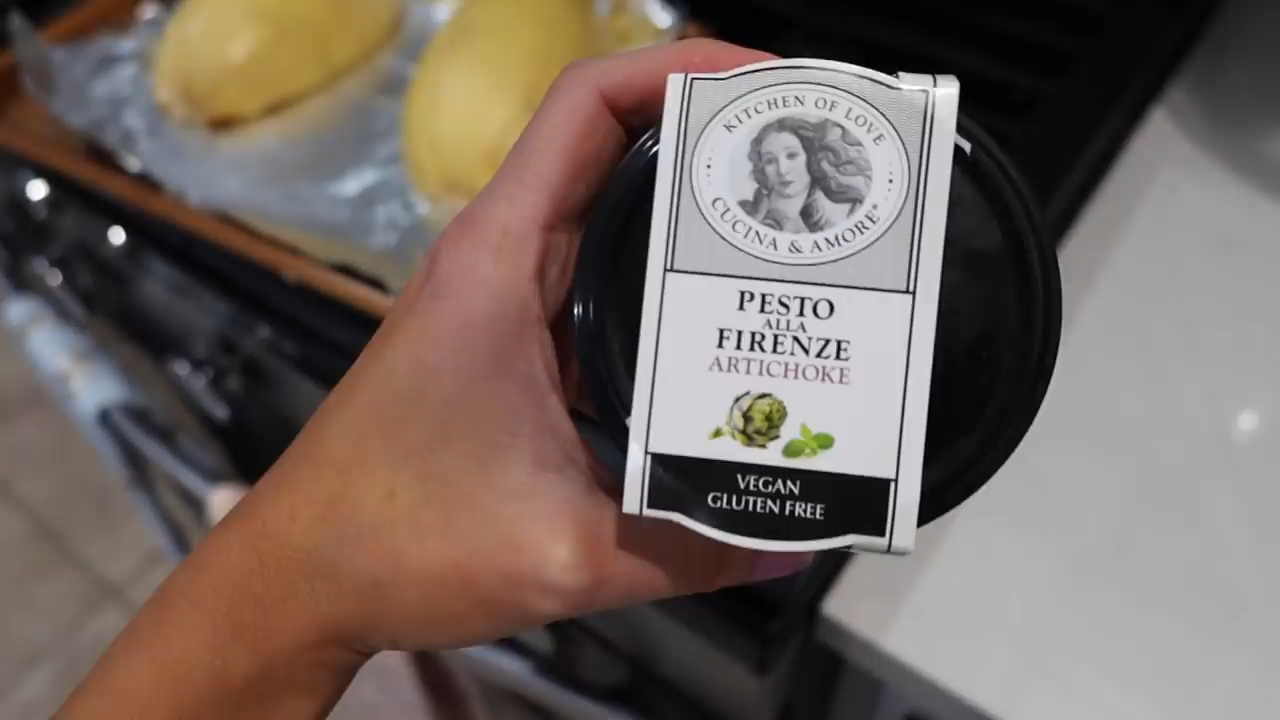 KITCHEN OF LOVE
CUCINA & AMORE®
PESTO
ALLA
FIRENZE
ARTICHOKE
VEGAN
GLUTEN FREE